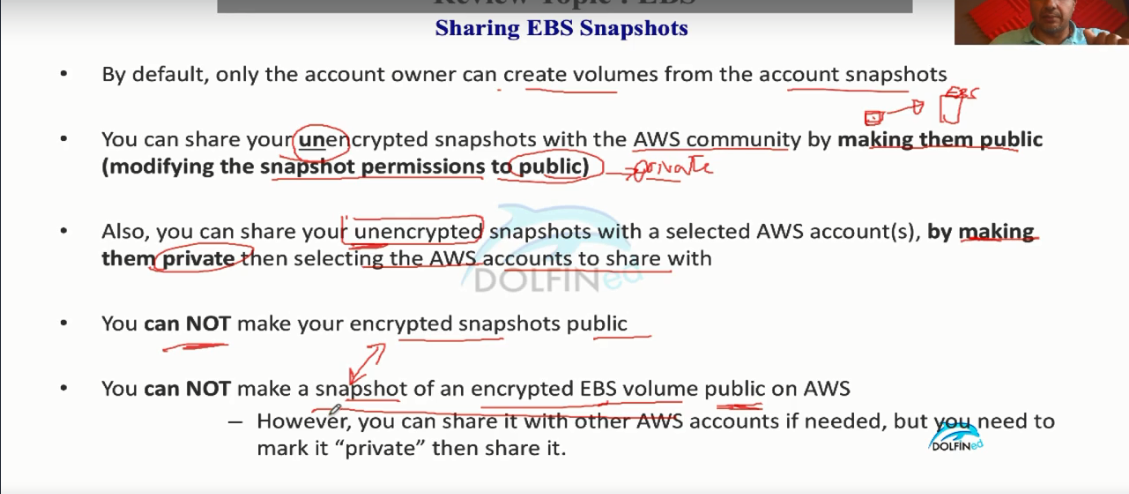 Review Topic : EBS
Sharing EBS Snapshots
• By default, only the account owner can create volumes from the account snapshots
EBS
• You can share your unencrypted snapshots with the AWS community by making them public
(modifying the snapshot permissions to public) private
• Also, you can share your unencrypted snapshots with a selected AWS account(s), by making
them private then selecting the AWS accounts to share with
DOLFINed
• You can NOT make your encrypted snapshots public
• You can NOT make a snapshot of an encrypted EBS volume public on AWS
– However, you can share it with other AWS accounts if needed, but you need to
mark it “private” then share it.
DOLFINed